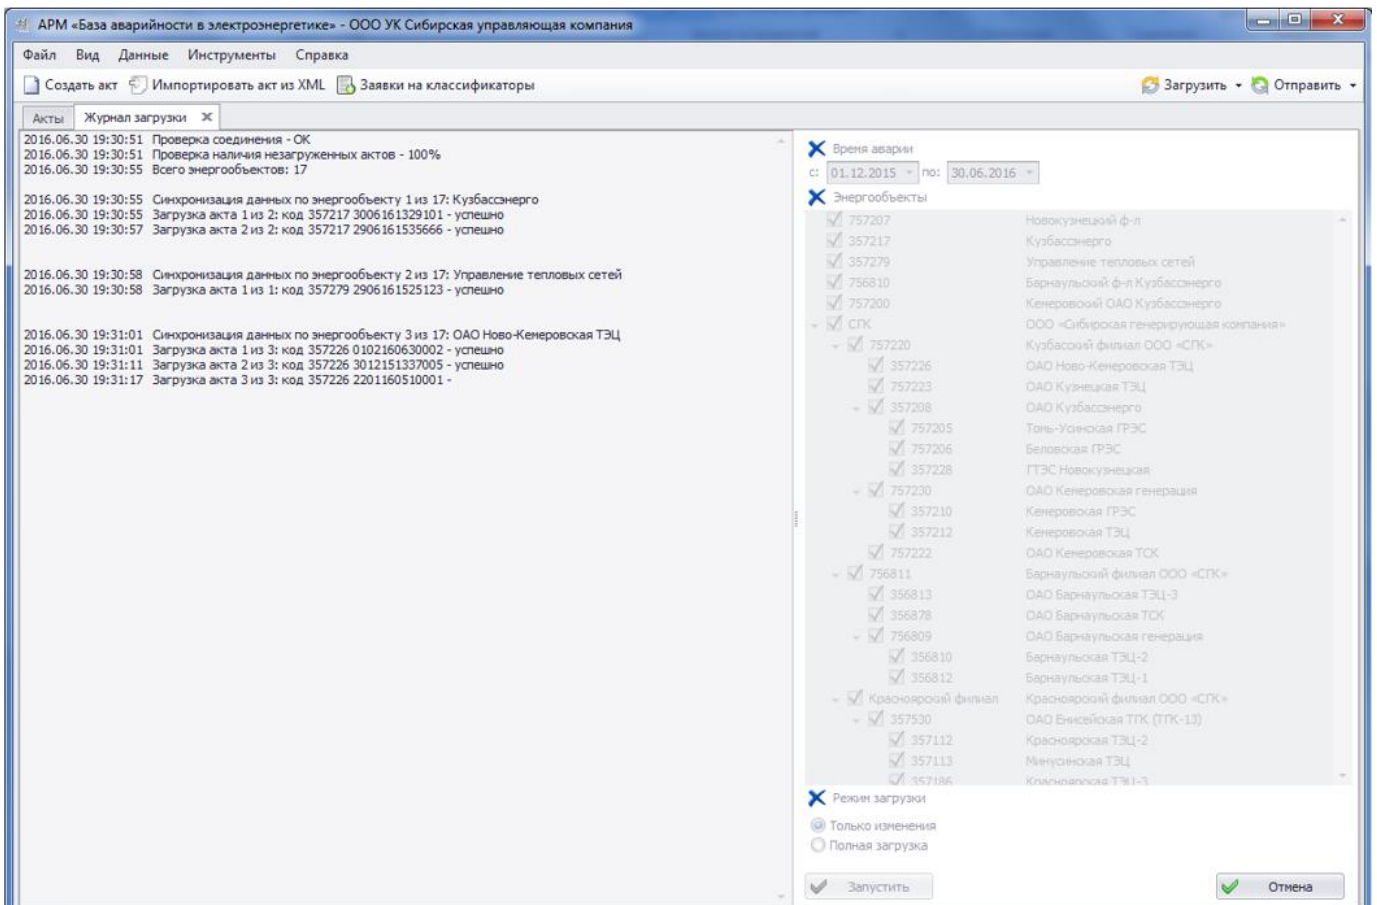 АРМ «База аварийности в электроэнергетике» - ООО УК Сибирская управляющая компания
Файл Вид Данные Инструменты Справка
Создать акт Импортировать акт из XML Заявки на классификаторы Загрузить Отправить
Акты Журнал загрузки
2016.06.30 19:30:51 Проверка соединения - ОК
2016.06.30 19:30:51 Проверка наличия незагруженных актов - 100%
2016.06.30 19:30:55 Всего энергообъектов: 17
2016.06.30 19:30:55 Синхронизация данных по энергообъекту 1 из 17: Кузбассэнерго
2016.06.30 19:30:55 Загрузка акта 1 из 2: код 357217 3006161329101 - успешно
2016.06.30 19:30:57 Загрузка акта 2 из 2: код 357217 2906161535666 - успешно
2016.06.30 19:30:58 Синхронизация данных по энергообъекту 2 из 17: Управление тепловых сетей
2016.06.30 19:30:58 Загрузка акта 1 из 1: код 357279 2906161525123 - успешно
2016.06.30 19:31:01 Синхронизация данных по энергообъекту 3 из 17: ОАО Ново-Кемеровская ТЭЦ
2016.06.30 19:31:01 Загрузка акта 1 из 3: код 357226 0102160630002 - успешно
2016.06.30 19:31:11 Загрузка акта 2 из 3: код 357226 3012151337005 - успешно
2016.06.30 19:31:17 Загрузка акта 3 из 3: код 357226 2201160510001 -
Время аварии
с: 01.12.2015 по: 30.06.2016
Энергообъекты
757207 Новокузнецкий ф-л
357217 Кузбассэнерго
357279 Управление тепловых сетей
756810 Барнаульский ф-л Кузбассэнерго
757200 Кемеровский ОАО Кузбассэнерго
СГК ООО «Сибирская генерирующая компания»
757220 Кузбасский филиал ООО «СГК»
357226 ОАО Ново-Кемеровская ТЭЦ
757223 ОАО Кузнецкая ТЭЦ
357208 ОАО Кузбассэнерго
757205 Томь-Усинская ГРЭС
757206 Беловская ГРЭС
357228 ГТЭС Новокузнецкая
757230 ОАО Кемеровская генерация
357210 Кемеровская ГРЭС
357212 Кемеровская ТЭЦ
757222 ОАО Кемеровская ТСК
756811 Барнаульский филиал ООО «СГК»
356813 ОАО Барнаульская ТЭЦ-3
356878 ОАО Барнаульская ТСК
756809 ОАО Барнаульская генерация
356810 Барнаульская ТЭЦ-2
356812 Барнаульская ТЭЦ-1
Красноярский филиал Красноярский филиал ООО «СГК»
357530 ОАО Енисейская ТГК (ТГК-13)
357112 Красноярская ТЭЦ-2
357113 Минусинская ТЭЦ
357186 Красноярская ТЭЦ-3
Режим загрузки
Только изменения
Полная загрузка
Запустить Отмена